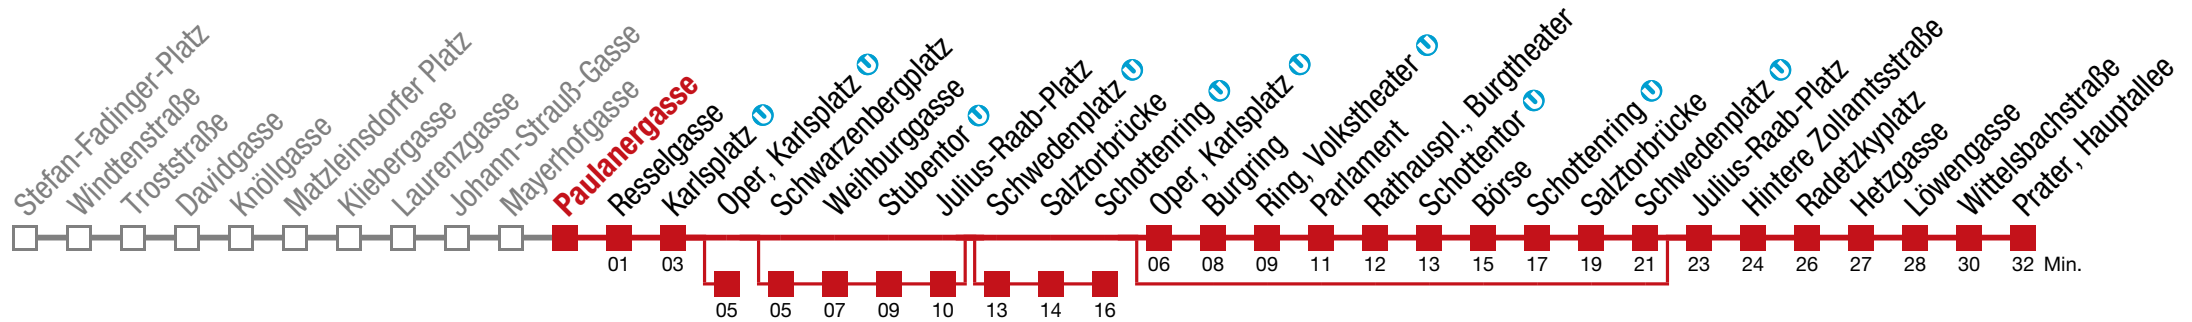 Stefan-Fadinger-Platz
Windtenstraße
Troststraße
Davidgasse
Knöllgasse
Matzleinsdorfer Platz
Kliebergasse
Laurenzgasse
Johann-Strauß-Gasse
Mayerhofgasse
Paulanergasse
Resselgasse
Karlsplatz U
Oper, Karlsplatz U
Schwarzenbergplatz
Weihburggasse
Stubentor U
Julius-Raab-Platz
Schwedenplatz U
Salztorbrücke
Schottenring U
Oper, Karlsplatz U
Burgring
Ring, Volkstheater U
Parlament
Rathauspl., Burgtheater
Schottentor U
Börse
Schottenring U
Salztorbrücke
Schwedenplatz U
Julius-Raab-Platz
Hintere Zollamtsstraße
Radetzkyplatz
Hetzgasse
Löwengasse
Wittelsbachstraße
Prater, Hauptallee
01 03 06 08 09 11 12 13 15 17 19 21 23 24 26 27 28 30 32 Min.
05 05 07 09 10 13 14 16